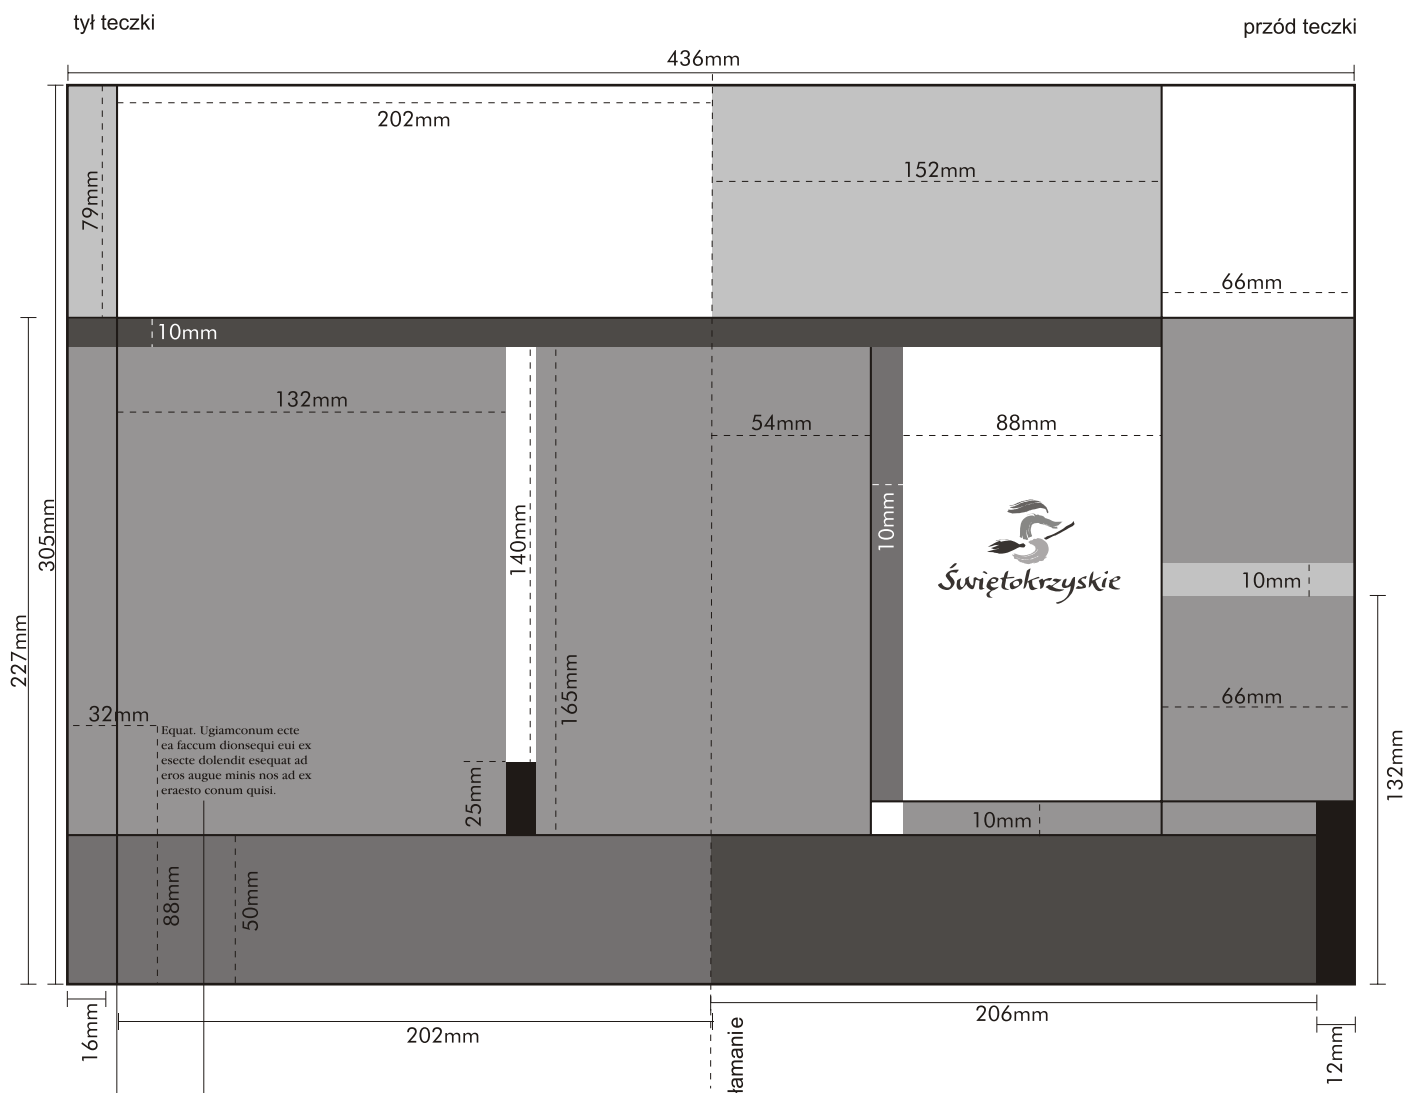 tył teczki
przód teczki
436mm
202mm
152mm
79mm
66mm
10mm
132mm
54mm
88mm
10mm
140mm
305mm
Świętokrzyskie
10mm
227mm
165mm
66mm
32mm
132mm
Equat. Ugiamconum ecte
ea faccum dionsequi eui ex
esecte dolendit esequat ad
eros augue minis nos ad ex
eraesto conum quisi.
25mm
10mm
88mm
50mm
16mm
202mm
206mm
łamanie
12mm